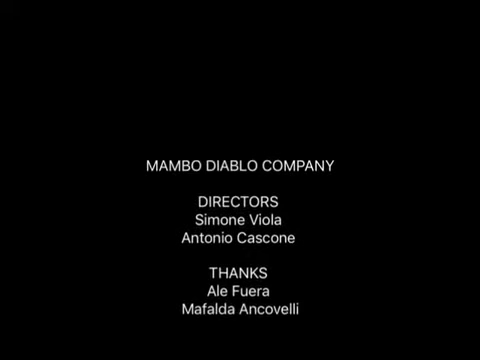 MAMBO DIABLO COMPANY
DIRECTORS
Simone Viola
Antonio Cascone
THANKS
Ale Fuera
Mafalda Ancovelli